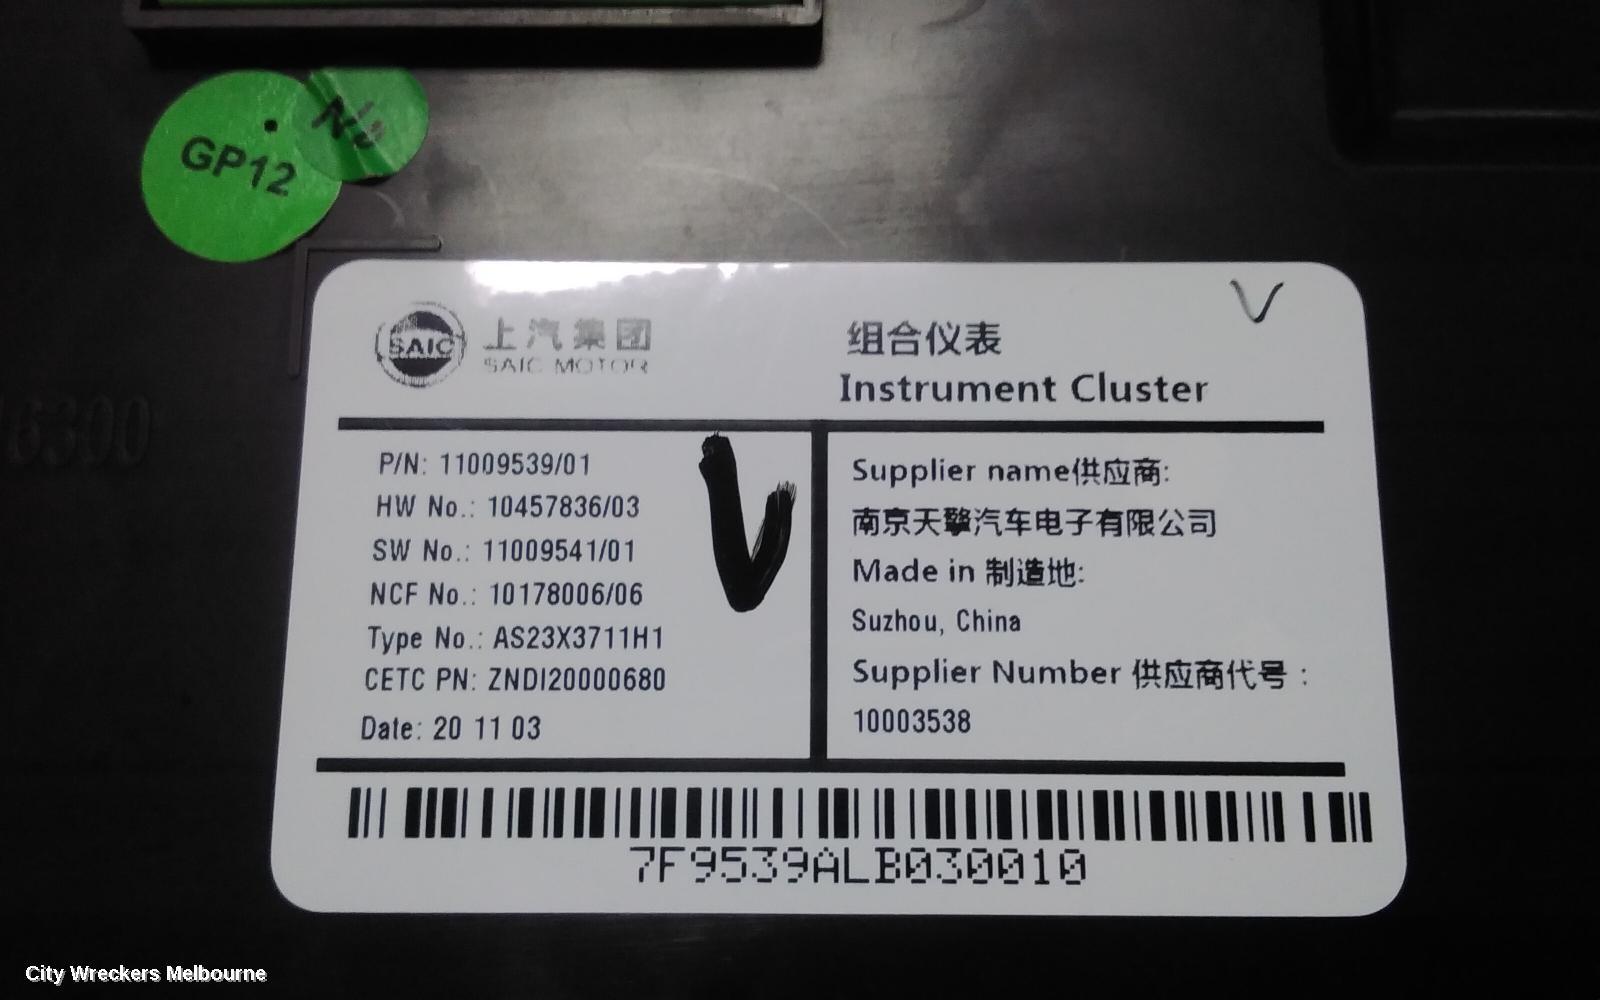 GP12
SAIC
上汽集团
SAIC MOTOR
组合仪表
Instrument Cluster
P/N: 11009539/01
HW No.: 10457836/03
SW No.: 11009541/01
NCF No.: 10178006/06
Type No.: AS23X3711H1
CETC PN: ZNDI20000680
Date: 20 11 03
Supplier name供应商:
南京天擎汽车电子有限公司
Made in 制造地:
Suzhou, China
Supplier Number 供应商代号：
10003538
7F9539ALB030010
6300
City Wreckers Melbourne